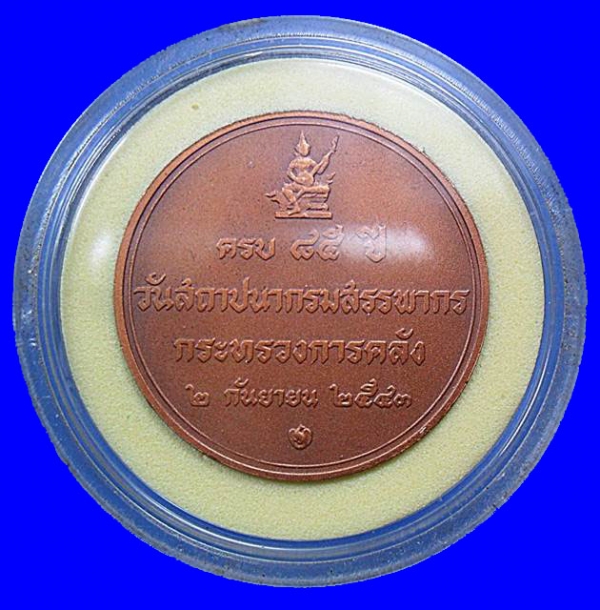 ครบ ๘๕ ปี
วันสถาปนากรมสรรพากร
กระทรวงการคลัง
๒ กันยายน ๒๕๔๓